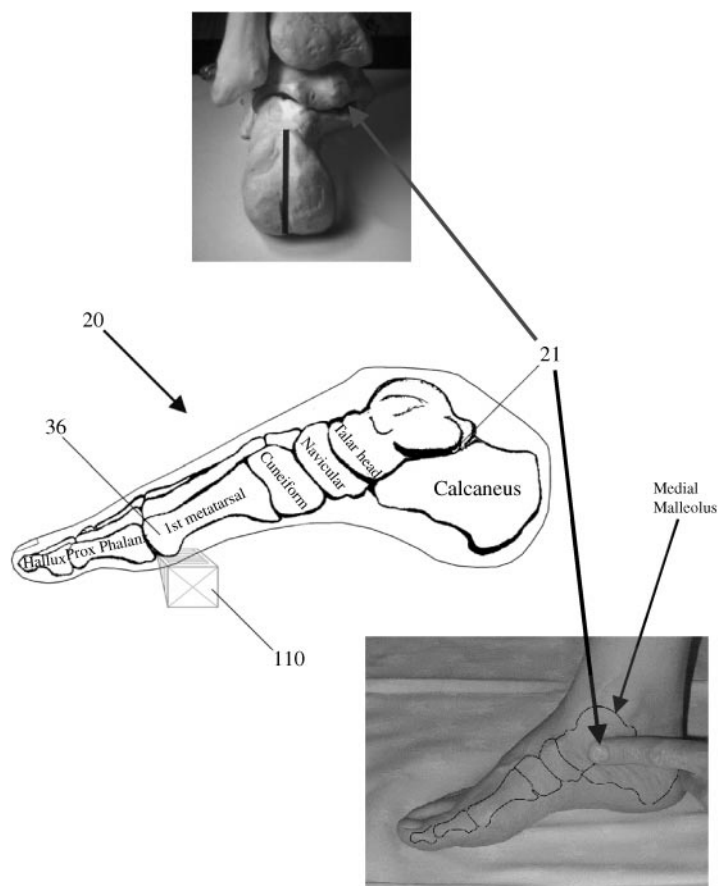 20
21
36
Talar head
Navicular
Cuneiform
Calcaneus
1st metatarsal
Medial
Malleolus
Prox Phalan
Hallux
110